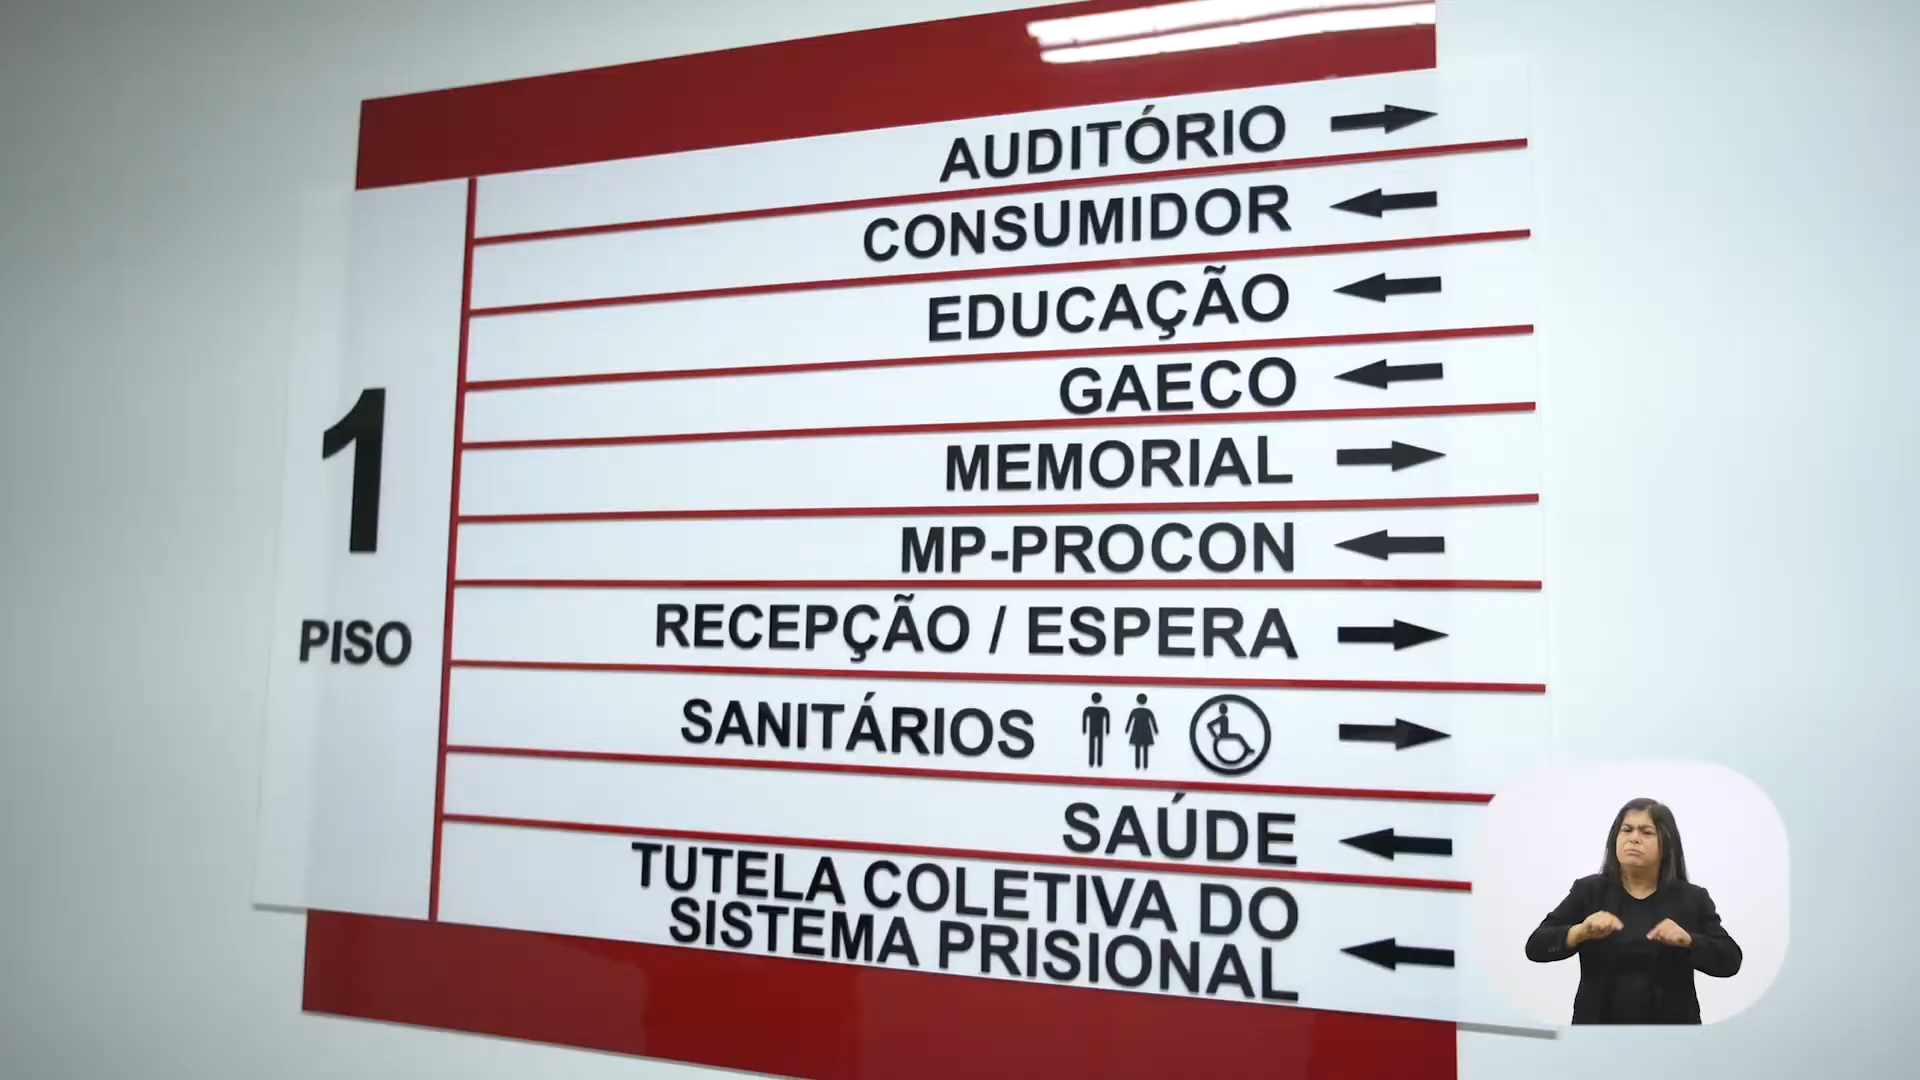 AUDITÓRIO
CONSUMIDOR
EDUCAÇÃO
GAECO
MEMORIAL
MP-PROCON
RECEPÇÃO / ESPERA
SANITÁRIOS
SAÚDE
TUTELA COLETIVA DO
SISTEMA PRISIONAL
1
PISO